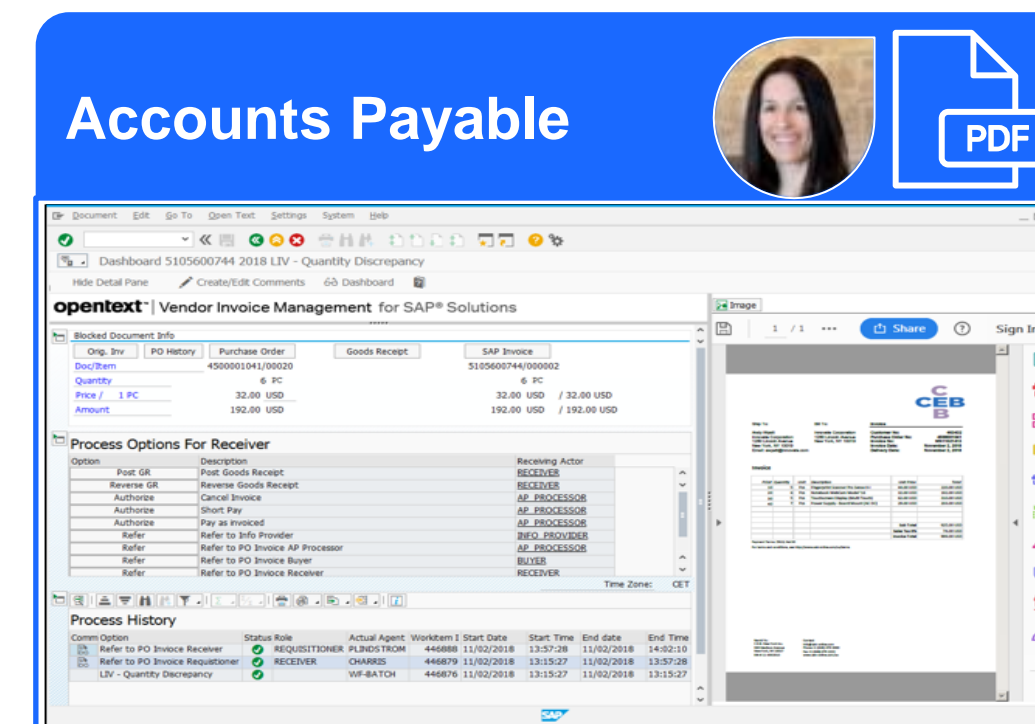 Accounts Payable
PDF
Document Edit Go To Open Text Settings System Help
Dashboard 5105600744 2018 LIV - Quantity Discrepancy
Hide Detail Pane Create/Edit Comments Dashboard
opentext™ | Vendor Invoice Management for SAP® Solutions
Image
1 / 1 ••• Share ? Sign In
Blocked Document Info
Orig. Inv PO History Purchase Order Goods Receipt SAP Invoice
Doc/Item 4500001041/00020 5105600744/000002
Quantity 6 PC 6 PC
Price / 1 PC 32.00 USD 32.00 USD / 32.00 USD
Amount 192.00 USD 192.00 USD / 192.00 USD
C
CEB
B
Process Options For Receiver
Option Description Receiving Actor
Post GR Post Goods Receipt RECEIVER
Reverse GR Reverse Goods Receipt RECEIVER
Authorize Cancel Invoice AP_PROCESSOR
Authorize Short Pay AP_PROCESSOR
Authorize Pay as invoiced AP_PROCESSOR
Refer Refer to Info Provider INFO_PROVIDER
Refer Refer to PO Invoice AP Processor AP_PROCESSOR
Refer Refer to PO Invoice Buyer BUYER
Refer Refer to PO Invioce Receiver RECEIVER
Time Zone: CET
Process History
Comm Option Status Role Actual Agent Workitem I Start Date Start Time End date End Time
Refer to PO Invoice Receiver REQUISITIONER PLINDSTROM 446888 11/02/2018 13:57:28 11/02/2018 14:02:10
Refer to PO Invoice Requistioner RECEIVER CHARRIS 446879 11/02/2018 13:15:27 11/02/2018 13:57:28
LIV - Quantity Discrepancy WF-BATCH 446876 11/02/2018 13:15:27 11/02/2018 13:15:27
SAP